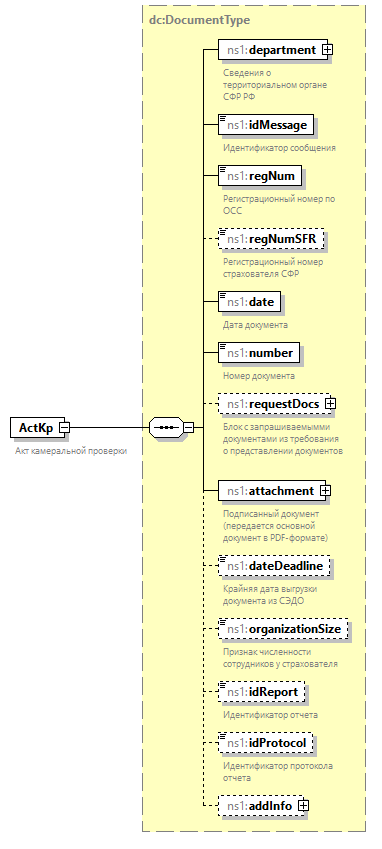 dc:DocumentType
ns1:department
Сведения о
территориальном органе
СФР РФ
ns1:idMessage
Идентификатор сообщения
ns1:regNum
Регистрационный номер по
ОСС
ns1:regNumSFR
Регистрационный номер
страхователя СФР
ns1:date
Дата документа
ns1:number
Номер документа
ns1:requestDocs
Блок с запрашиваемымми
документами из требования
о представлении документов
ActKp
Акт камеральной проверки
ns1:attachment
Подписанный документ
(передается основной
документ в PDF-формате)
ns1:dateDeadline
Крайняя дата выгрузки
документа из СЭДО
ns1:organizationSize
Признак численности
сотрудников у страхователя
ns1:idReport
Идентификатор отчета
ns1:idProtocol
Идентификатор протокола
отчета
ns1:addInfo